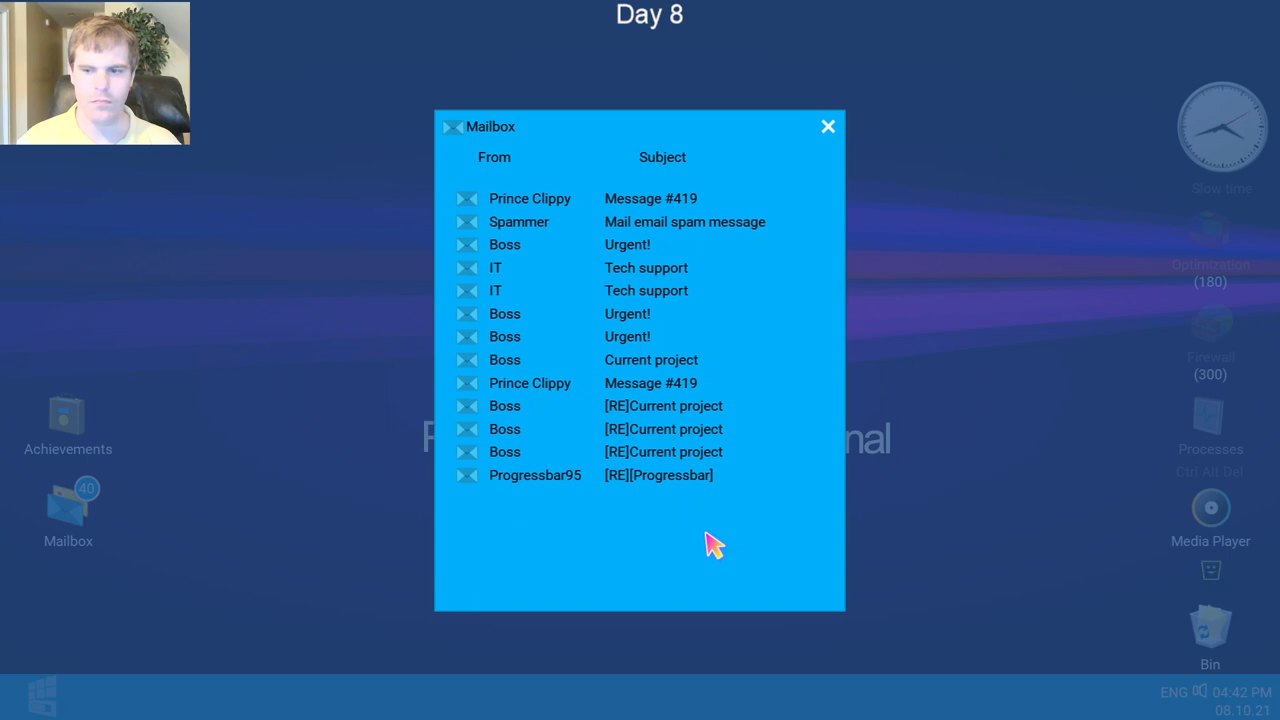 Day 8
Mailbox
From Subject
Prince Clippy Message #419
Spammer Mail email spam message
Boss Urgent!
IT Tech support
IT Tech support
Boss Urgent!
Boss Urgent!
Boss Current project
Prince Clippy Message #419
Boss [RE]Current project
Boss [RE]Current project
Boss [RE]Current project
Progressbar95 [RE][Progressbar]
Achievements
40
Mailbox
Slow time
Optimization
(180)
Firewall
(300)
Processes
Ctrl Alt Del
Media Player
Bin
ENG 04:42 PM
08.10.21